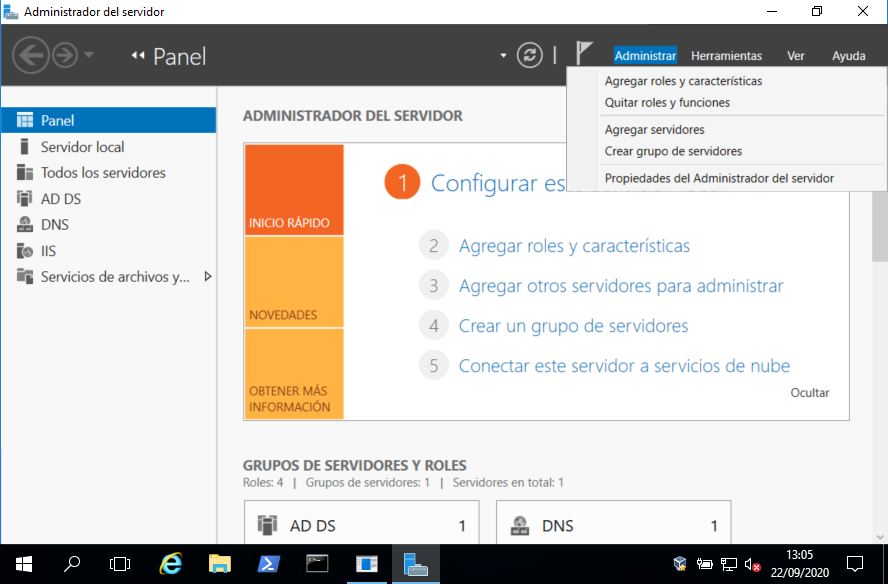 Administrador del servidor
Panel
Administrar
Herramientas
Ver
Ayuda
Agregar roles y características
Quitar roles y funciones
Agregar servidores
Crear grupo de servidores
Propiedades del Administrador del servidor
Panel
Servidor local
Todos los servidores
AD DS
DNS
IIS
Servicios de archivos y...
ADMINISTRADOR DEL SERVIDOR
INICIO RÁPIDO
NOVEDADES
OBTENER MÁS
INFORMACIÓN
1 Configurar es
2 Agregar roles y características
3 Agregar otros servidores para administrar
4 Crear un grupo de servidores
5 Conectar este servidor a servicios de nube
Ocultar
GRUPOS DE SERVIDORES Y ROLES
Roles: 4 | Grupos de servidores: 1 | Servidores en total: 1
AD DS 1
DNS 1
13:05
22/09/2020